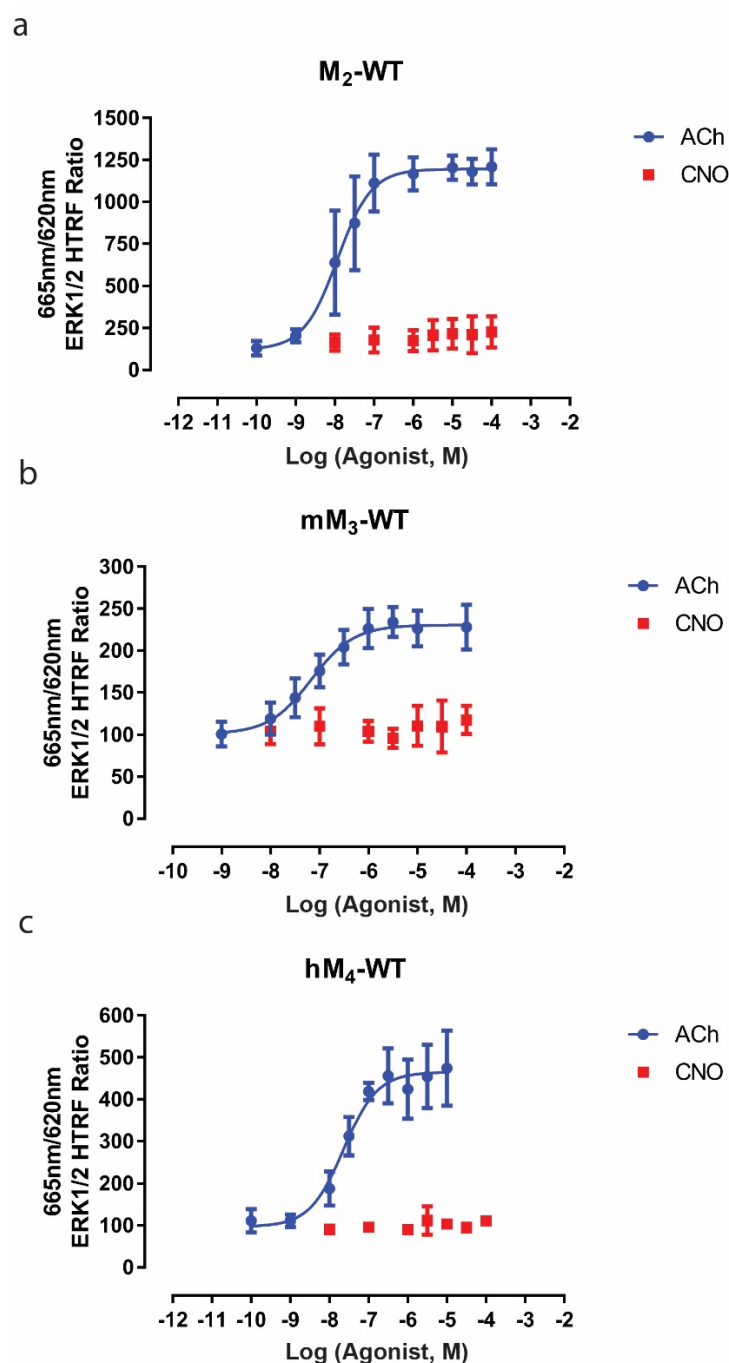 a
M₂-WT
1500
1250
1000
750
500
250
0
665nm/620nm
ERK1/2 HTRF Ratio
ACh
CNO
-12 -11 -10 -9 -8 -7 -6 -5 -4 -3 -2
Log (Agonist, M)
b
mM₃-WT
300
250
200
150
100
50
0
665nm/620nm
ERK1/2 HTRF Ratio
ACh
CNO
-10 -9 -8 -7 -6 -5 -4 -3 -2
Log (Agonist, M)
c
hM₄-WT
600
500
400
300
200
100
0
665nm/620nm
ERK1/2 HTRF Ratio
ACh
CNO
-12 -11 -10 -9 -8 -7 -6 -5 -4 -3 -2
Log (Agonist, M)